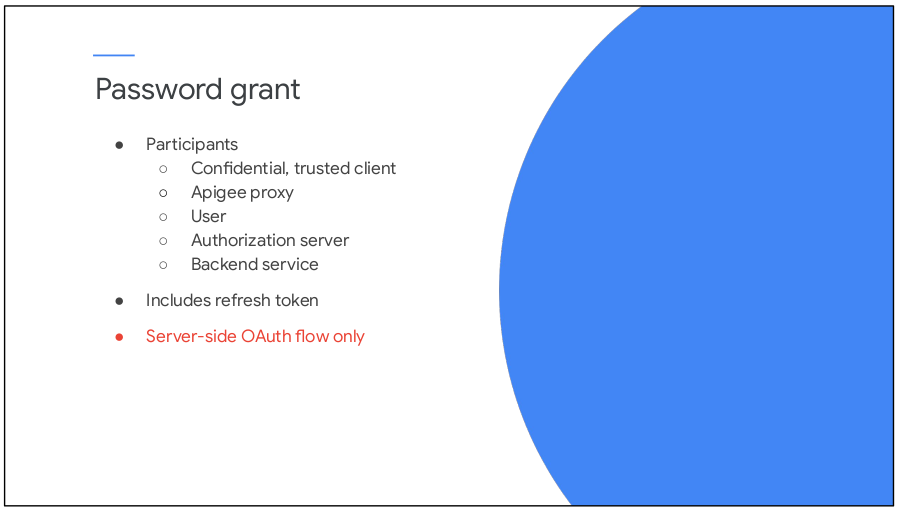 Password grant
● Participants
○ Confidential, trusted client
○ Apigee proxy
○ User
○ Authorization server
○ Backend service
● Includes refresh token
● Server-side OAuth flow only